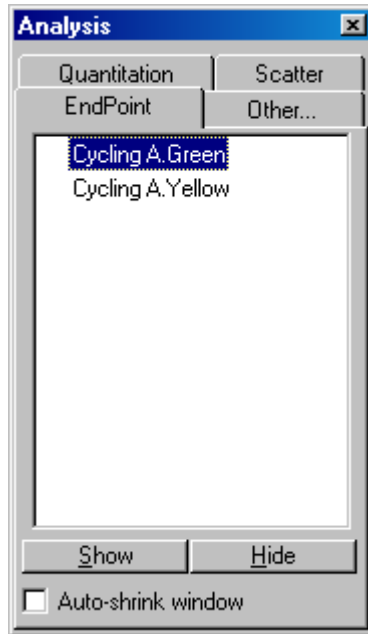 Analysis
Quantitation Scatter
EndPoint Other...
Cycling A.Green
Cycling A.Yellow
Show Hide
Auto-shrink window